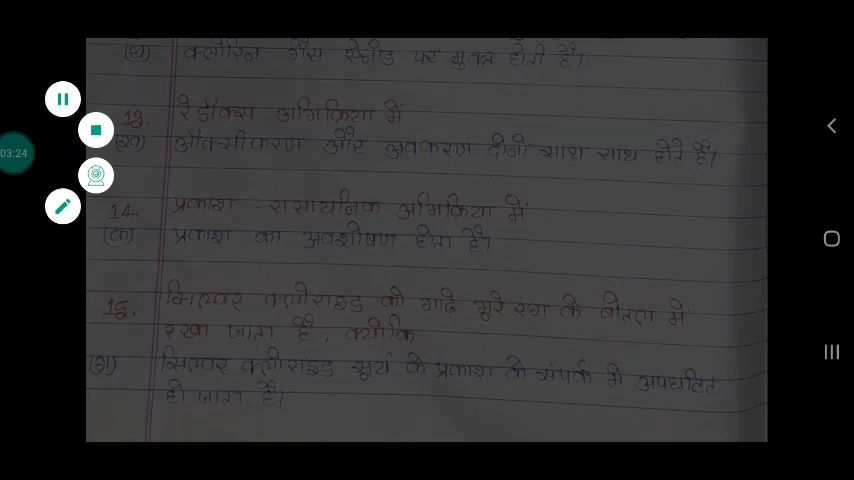 (घ) क्लोरिन गैस ऐनोड पर मुक्त होती है।
13. रेडॉक्स अभिक्रिया में
(ख) ऑक्सीकरण और अवकरण दोनों साथ साथ होते है।
14. प्रकाश - रासायनिक अभिक्रिया में
(क) प्रकाश का अवशोषण होता है।
15. सिल्वर क्लोराइड को गाढ़े भुरे रंग के बोतल में
रखा जाता है, क्योंकि
(ग) सिल्वर क्लोराइड सूर्य के प्रकाश के संपर्क में अपघटित
हो जाता है।
03:24